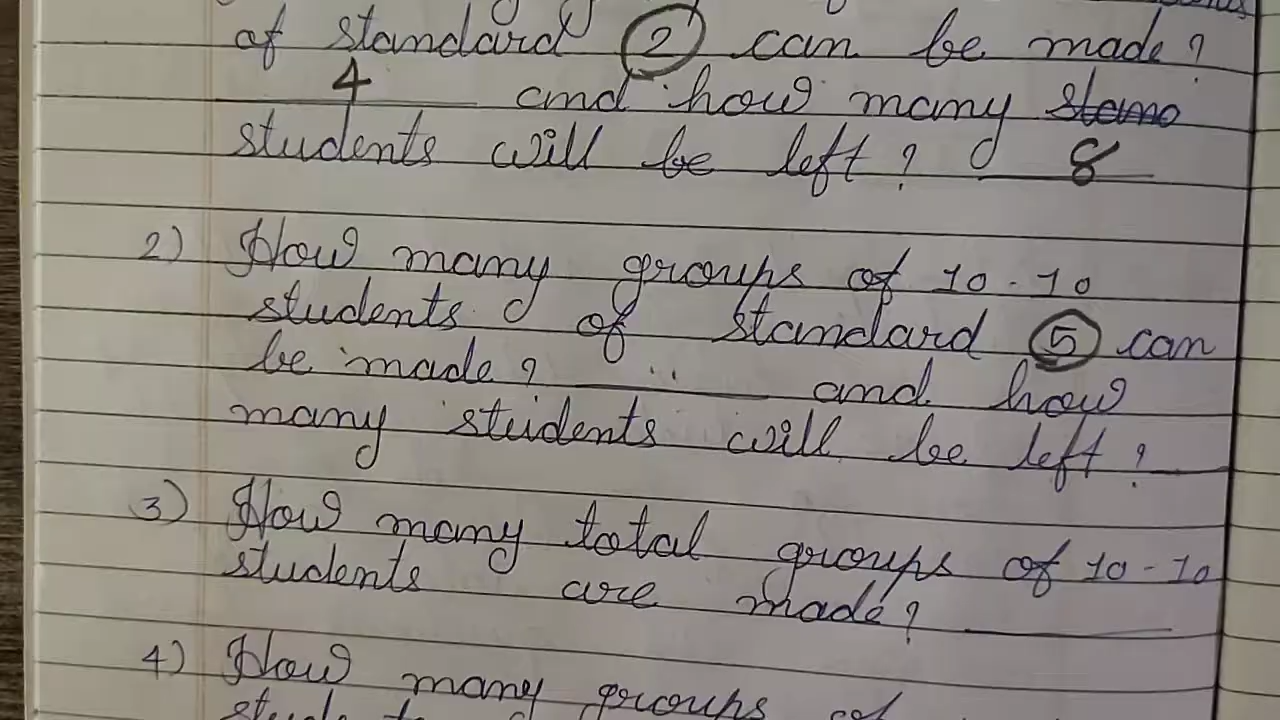 of standard 2 can be made?
4 and how many
students will be left? 8
2) How many groups of 10-10
students of standard 5 can
be made? and how
many students will be left?
3) How many total groups of 10-10
students are made?
4) How many groups of